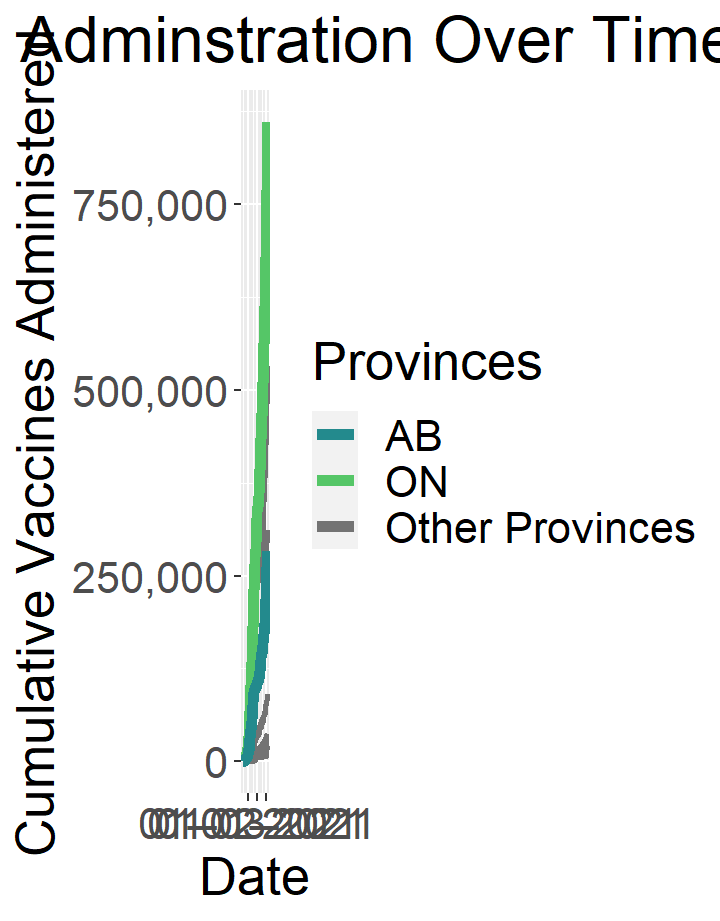 Adminstration Over Time
Cumulative Vaccines Administered
750,000
500,000
250,000
0
Provinces
AB
ON
Other Provinces
Date